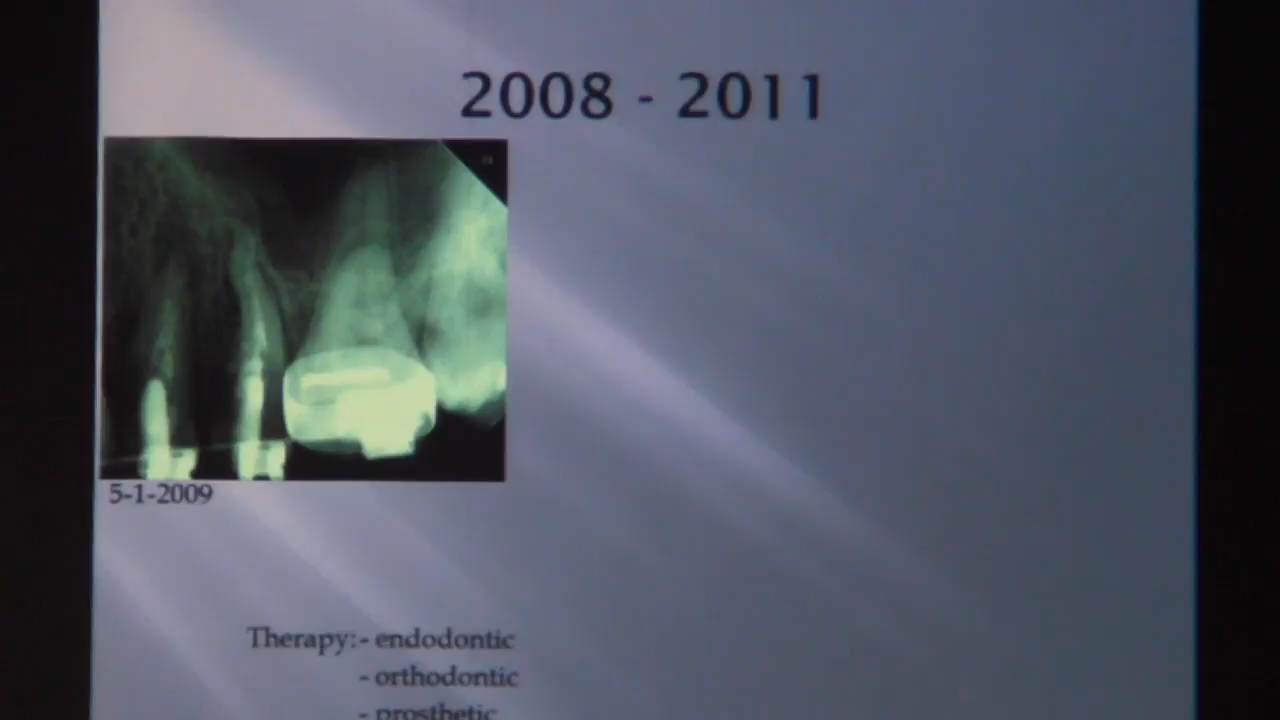 2008 - 2011
5-1-2009
Therapy: - endodontic
- orthodontic
- prosthetic